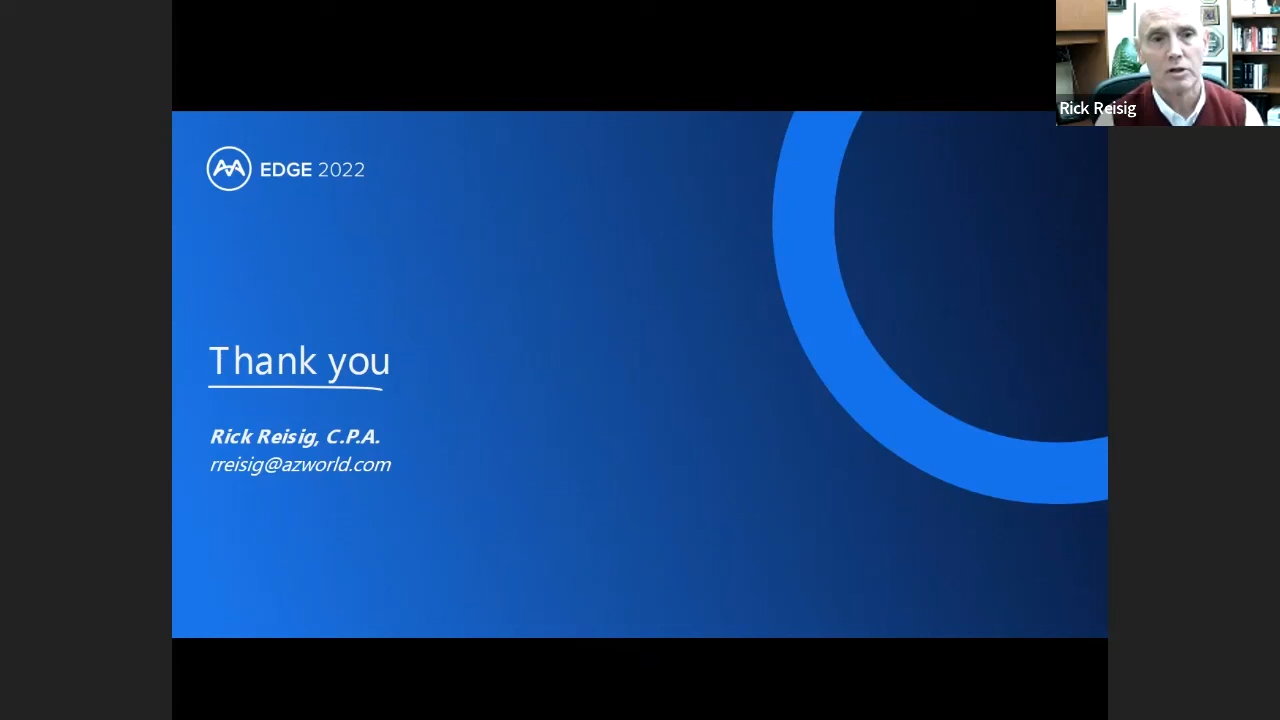 EDGE 2022
Rick Reisig
Thank you
Rick Reisig, C.P.A.
rreisig@azworld.com